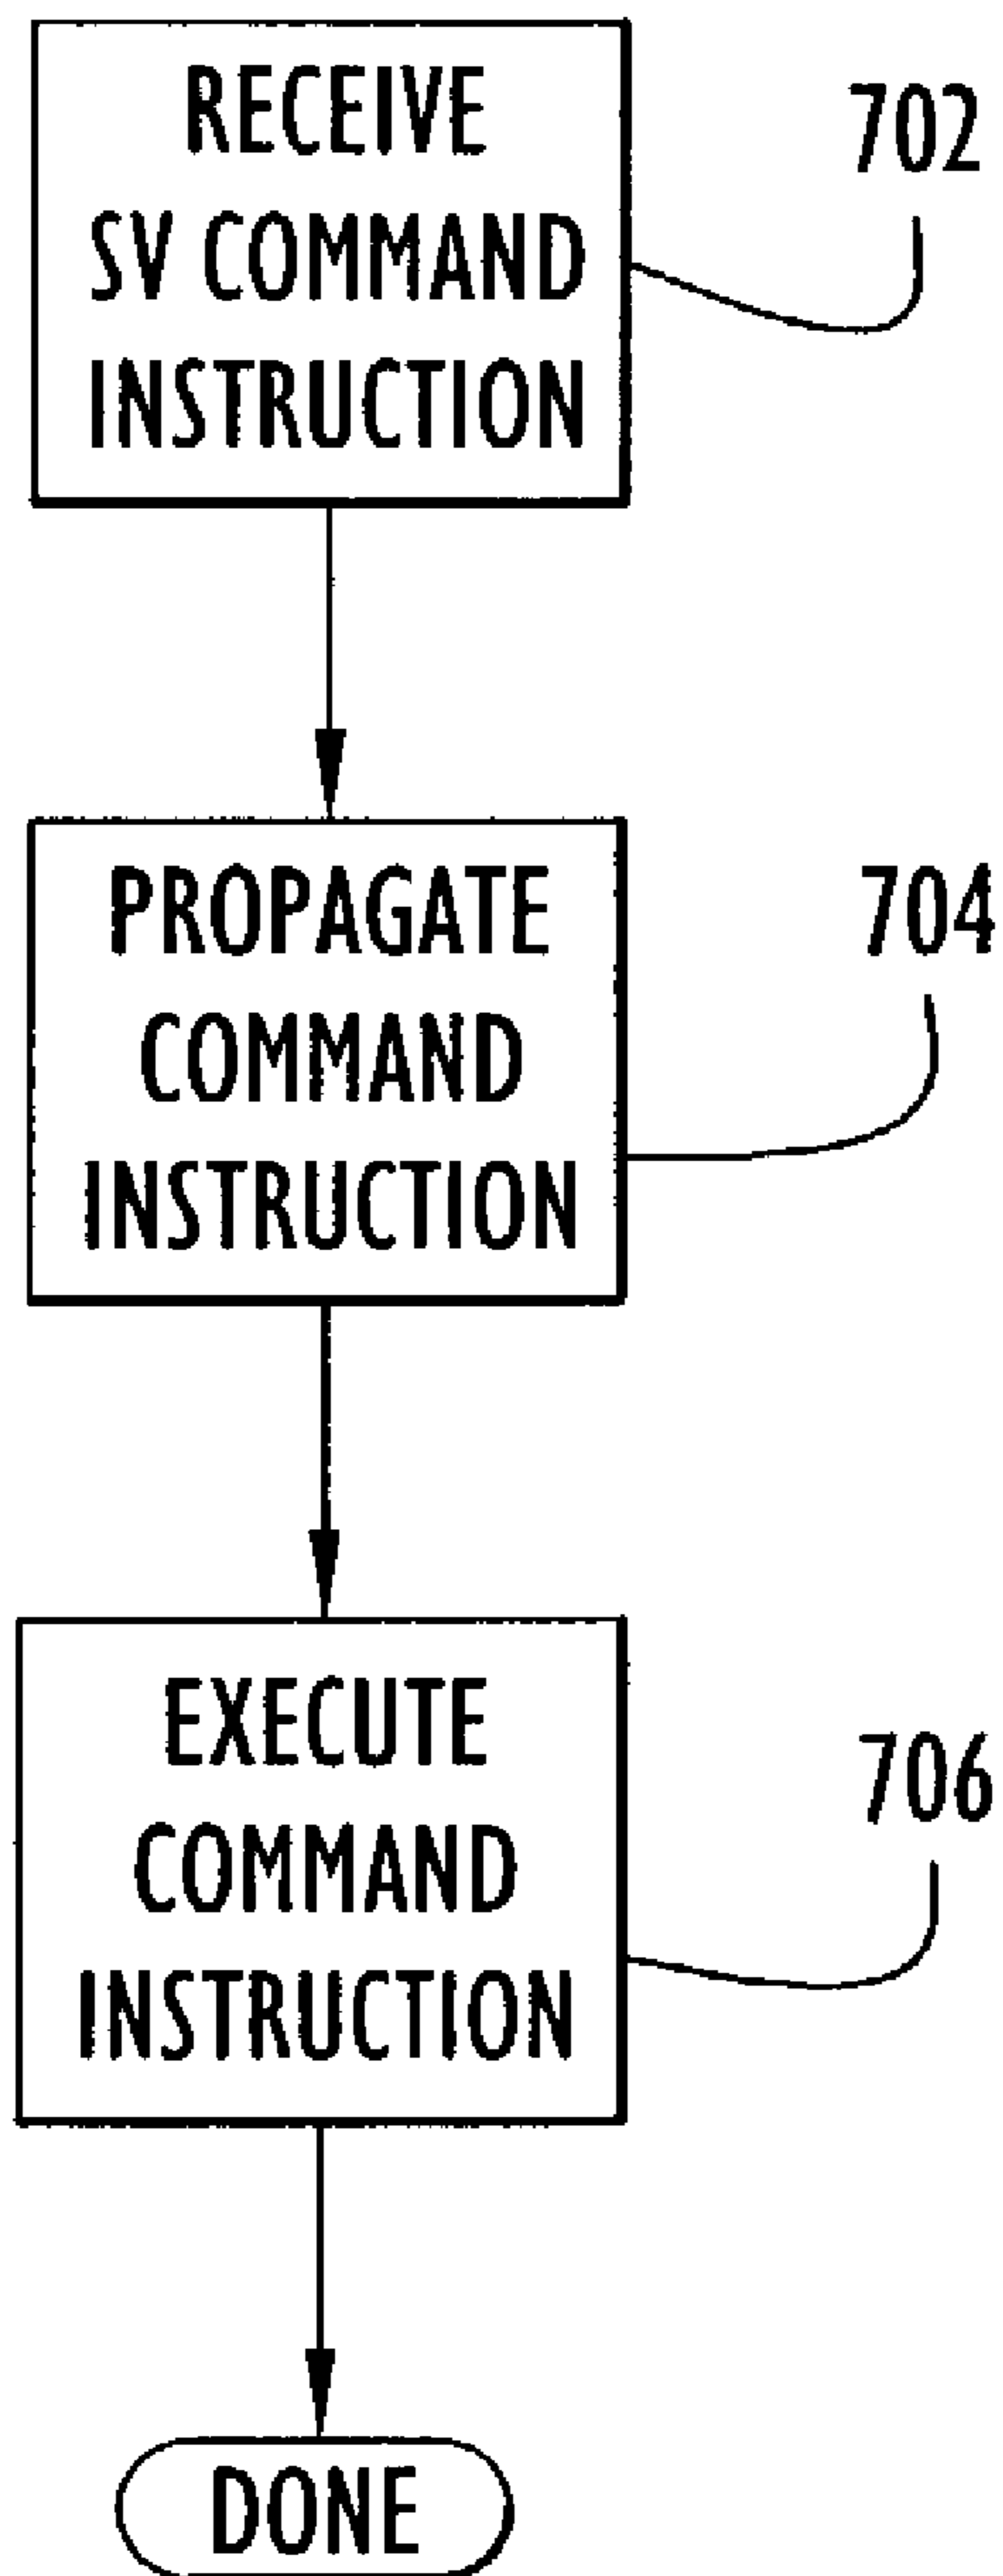 RECEIVE
SV COMMAND
INSTRUCTION
702
PROPAGATE
COMMAND
INSTRUCTION
704
EXECUTE
COMMAND
INSTRUCTION
706
DONE